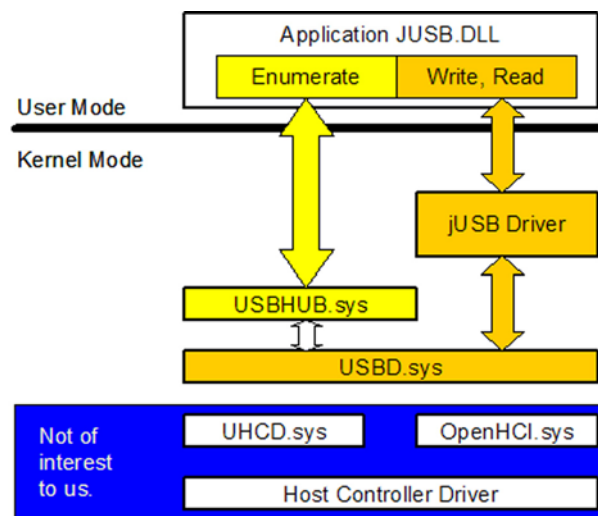 Application JUSB.DLL
Enumerate
Write, Read
User Mode
Kernel Mode
jUSB Driver
USBHUB.sys
USBD.sys
Not of
interest
to us.
UHCD.sys
OpenHCI.sys
Host Controller Driver